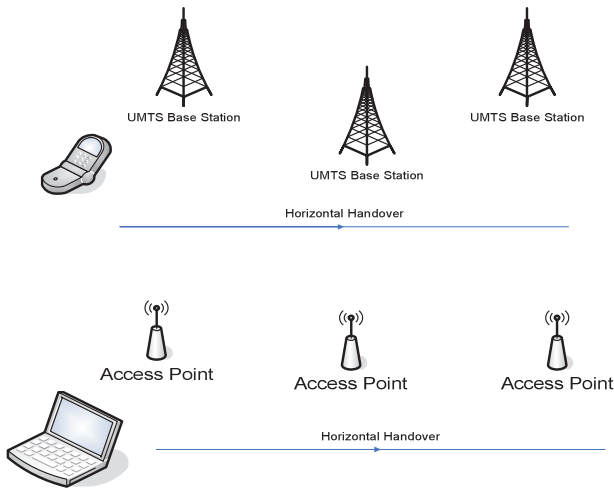 UMTS Base Station
UMTS Base Station
UMTS Base Station
Horizontal Handover
Access Point
Access Point
Access Point
Horizontal Handover